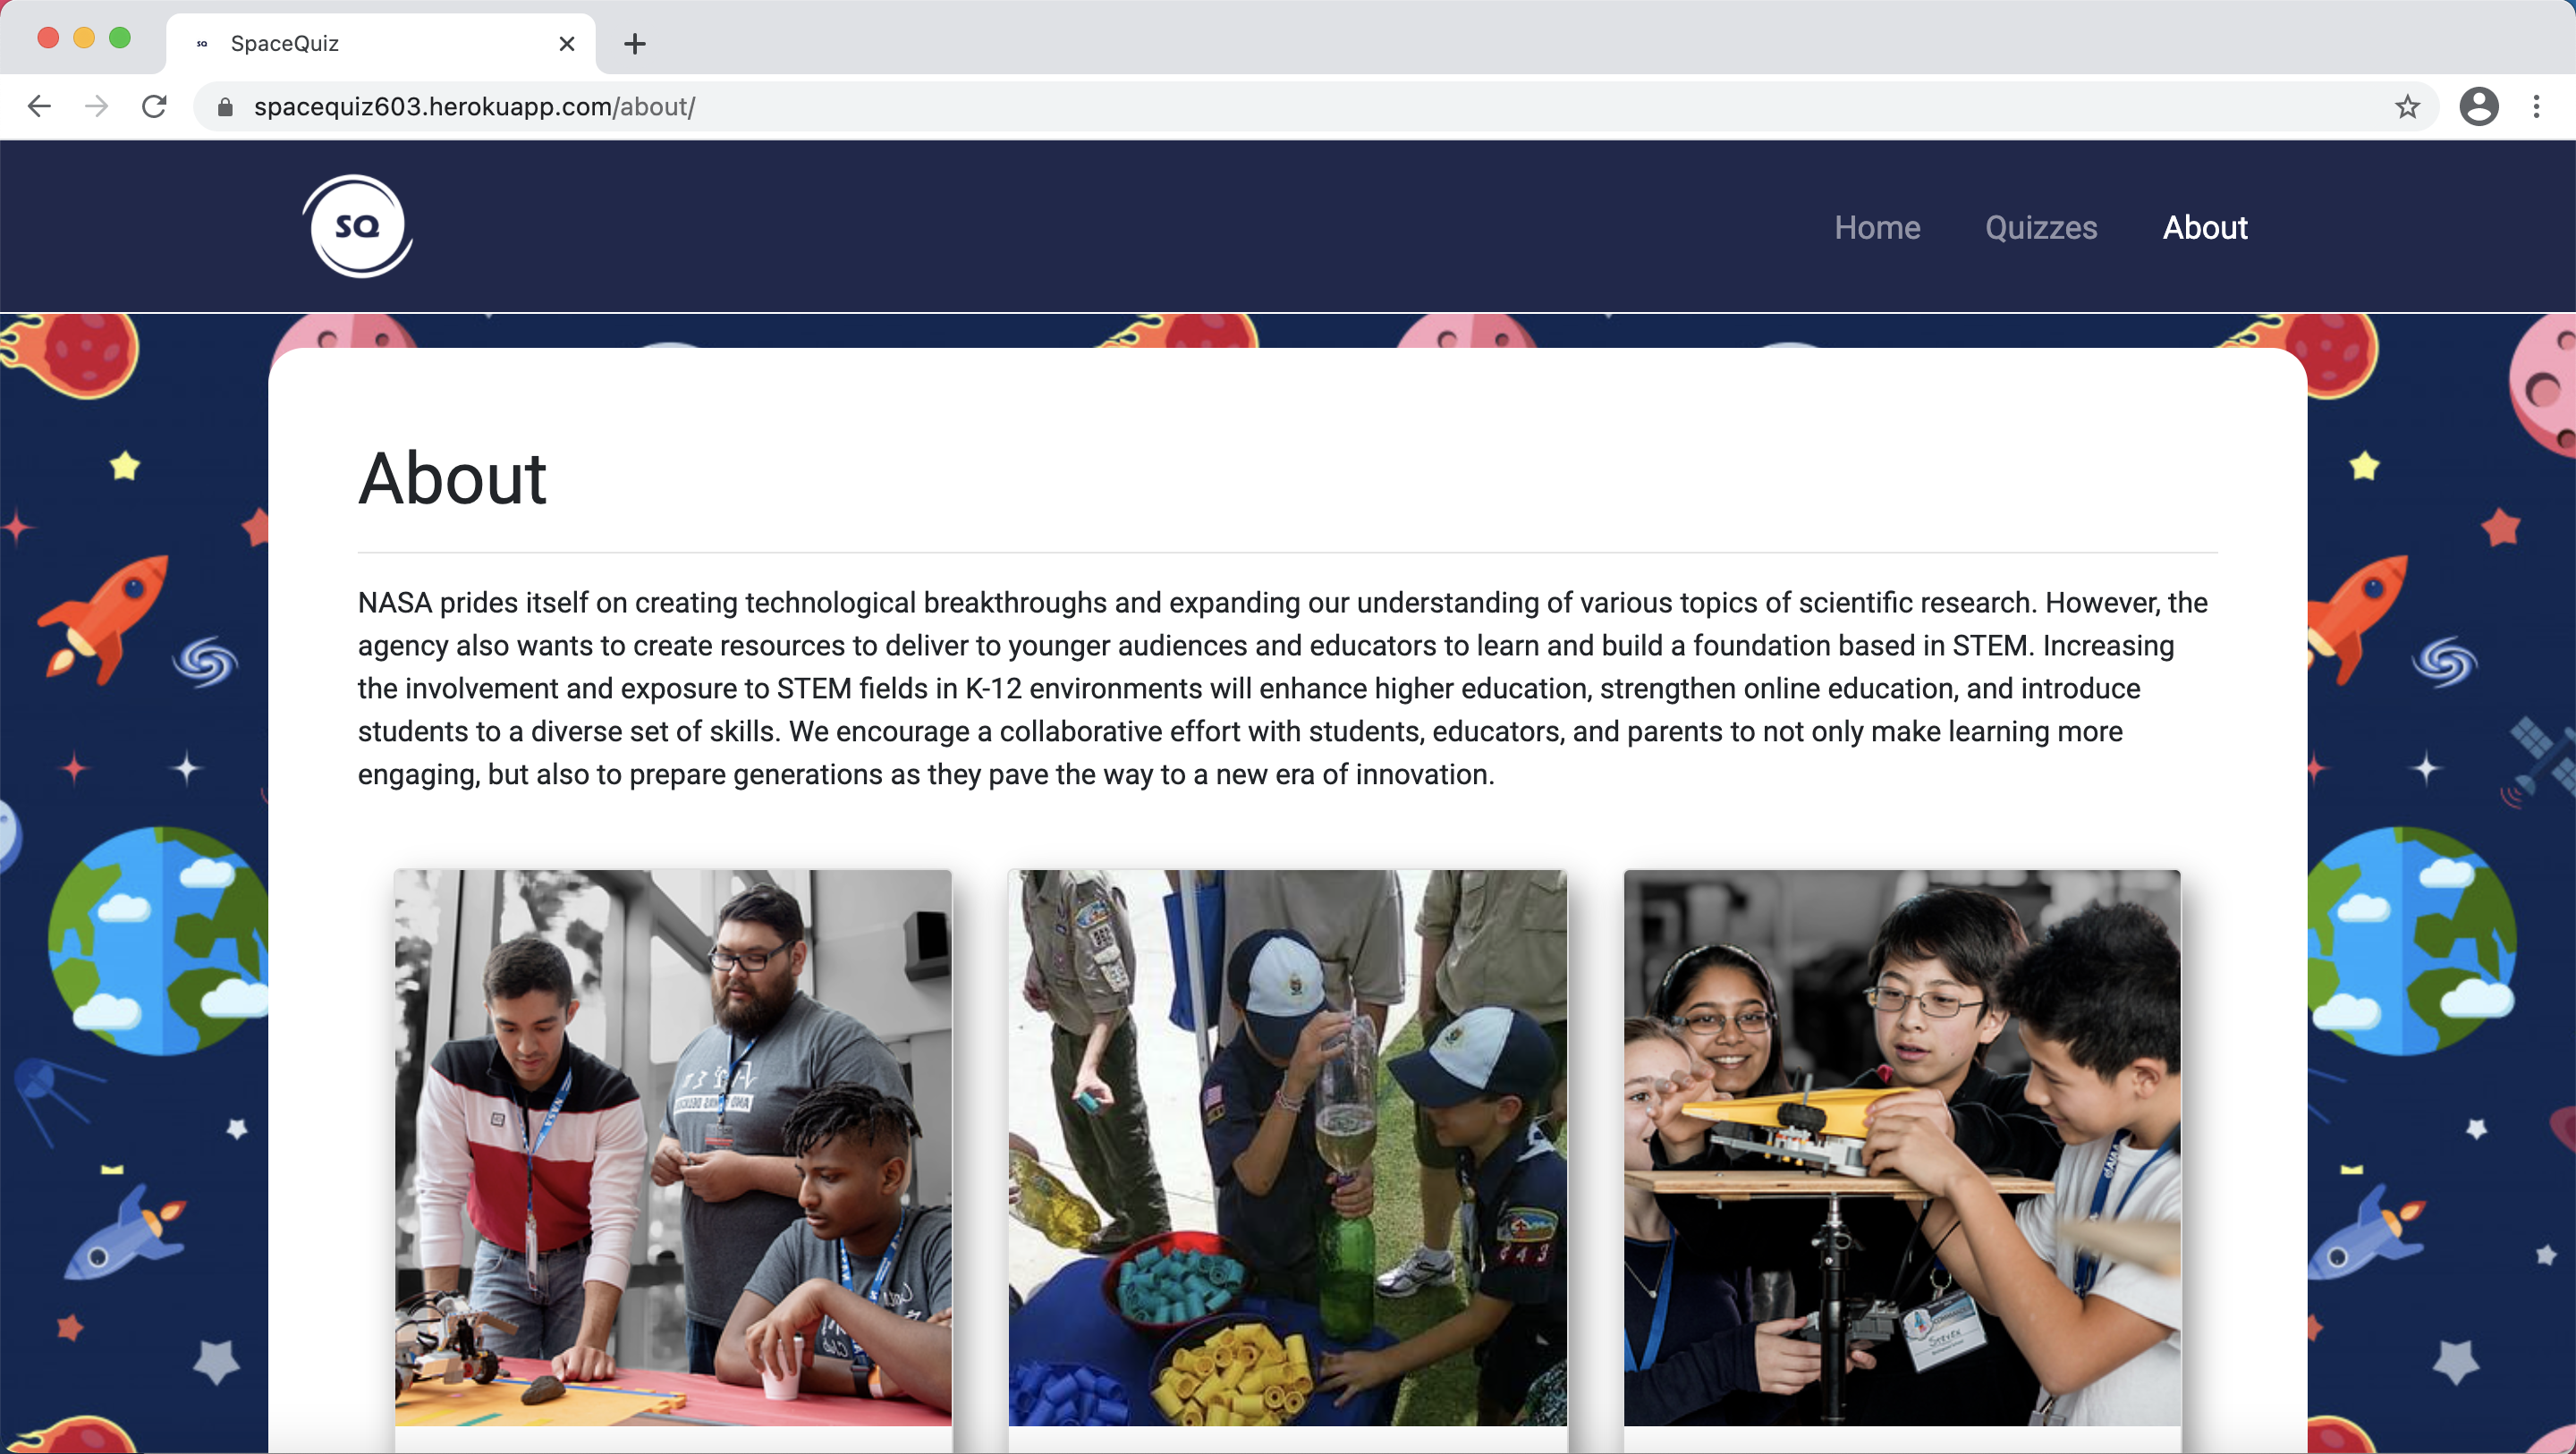 SQ SpaceQuiz
spacequiz603.herokuapp.com/about/
SQ
Home Quizzes About
About
NASA prides itself on creating technological breakthroughs and expanding our understanding of various topics of scientific research. However, the
agency also wants to create resources to deliver to younger audiences and educators to learn and build a foundation based in STEM. Increasing
the involvement and exposure to STEM fields in K-12 environments will enhance higher education, strengthen online education, and introduce
students to a diverse set of skills. We encourage a collaborative effort with students, educators, and parents to not only make learning more
engaging, but also to prepare generations as they pave the way to a new era of innovation.
NASA
643
Steven